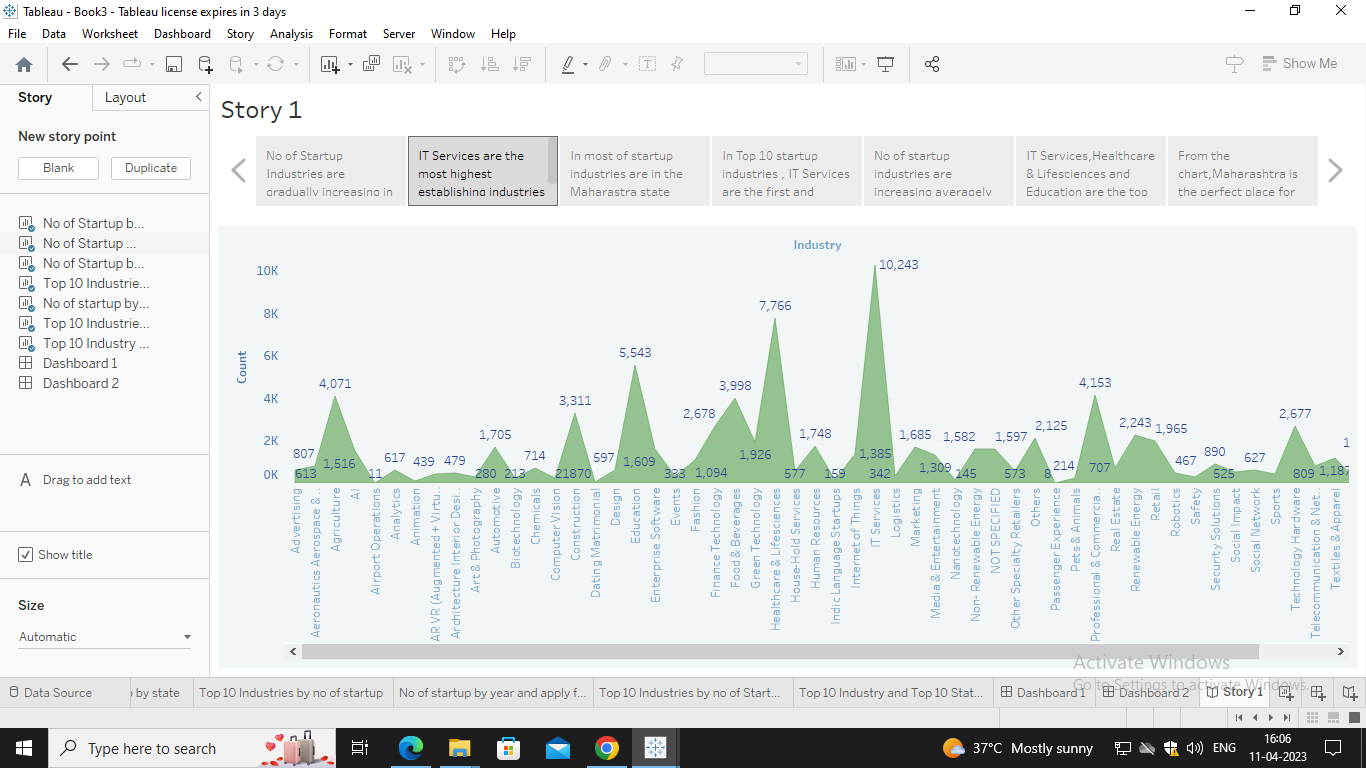 Tableau - Book3 - Tableau license expires in 3 days
File Data Worksheet Dashboard Story Analysis Format Server Window Help
Show Me
Story Layout
New story point
Blank Duplicate
No of Startup b...
No of Startup ...
No of Startup b...
Top 10 Industrie...
No of startup by...
Top 10 Industrie...
Top 10 Industry ...
Dashboard 1
Dashboard 2
A Drag to add text
Show title
Size
Automatic
Story 1
No of Startup
Industries are
gradually increasing in
IT Services are the
most highest
establishing industries
In most of startup
industries are in the
Maharastra state
In Top 10 startup
industries , IT Services
are the first and
No of startup
industries are
increasing averagely
IT Services,Healthcare
& Lifesciences and
Education are the top
From the
chart,Maharashtra is
the perfect place for
Industry
10K
8K
6K
4K
2K
0K
Count
10,243
7,766
5,543
4,071
3,998
4,153
3,311
2,678
2,677
1,705
1,748
1,685
1,582
1,597
2,125
2,243
1,965
807
1,516
617
439
479
714
597
1,609
1,926
1,385
1,309
214
467
890
627
612
11
280
213
21870
333
1,094
577
159
342
145
573
8
707
525
809
1,187
Advertising
Aeronautics Aerospace & ..
Agriculture
AI
Airport Operations
Analytics
Animation
AR VR (Augmented + Virtu..
Architecture Interior Desi..
Art & Photography
Automotive
Biotechnology
Chemicals
Computer Vision
Construction
Dating Matrimonial
Design
Education
Enterprise Software
Events
Fashion
Finance Technology
Food & Beverages
Green Technology
Healthcare & Lifesciences
House-Hold Services
Human Resources
Indic Language Startups
Internet of Things
IT Services
Logistics
Marketing
Media & Entertainment
Nanotechnology
Non- Renewable Energy
NOT SPECIFIED
Other Specialty Retailers
Others
Passenger Experience
Pets & Animals
Professional & Commercia..
Real Estate
Renewable Energy
Retail
Robotics
Safety
Security Solutions
Social Impact
Social Network
Sports
Technology Hardware
Telecommunication & Net..
Textiles & Apparel
Activate Windows
Go to Settings to activate Windows.
Data Source by state Top 10 Industries by no of startup No of startup by year and apply f... Top 10 Industries by no of Start... Top 10 Industry and Top 10 Stat... Dashboard 1 Dashboard 2 Story 1
Type here to search
37°C Mostly sunny
ENG
16:06
11-04-2023